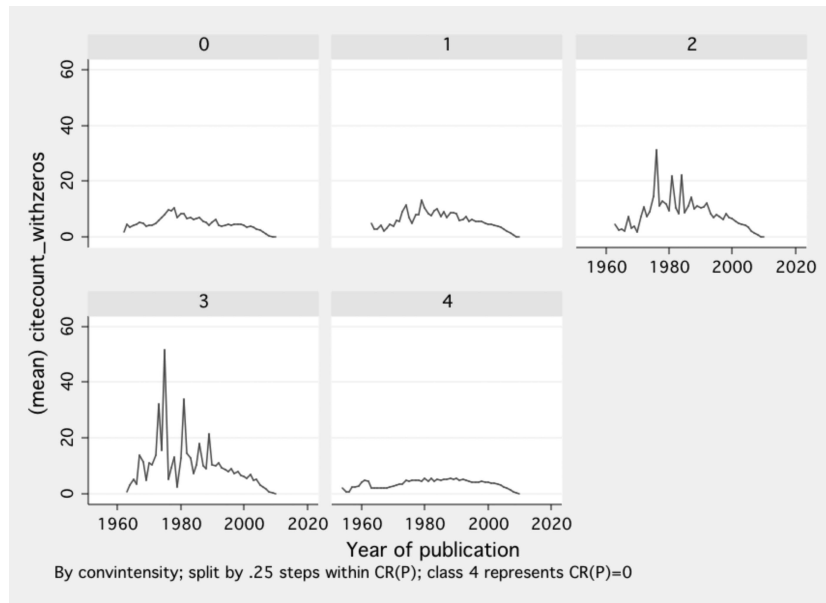 0 1 2
60
40
20
0
1960 1980 2000 2020
(mean) citecount_withzeros
3 4
60
40
20
0
1960 1980 2000 2020 1960 1980 2000 2020
Year of publication
By convintensity; split by .25 steps within CR(P); class 4 represents CR(P)=0